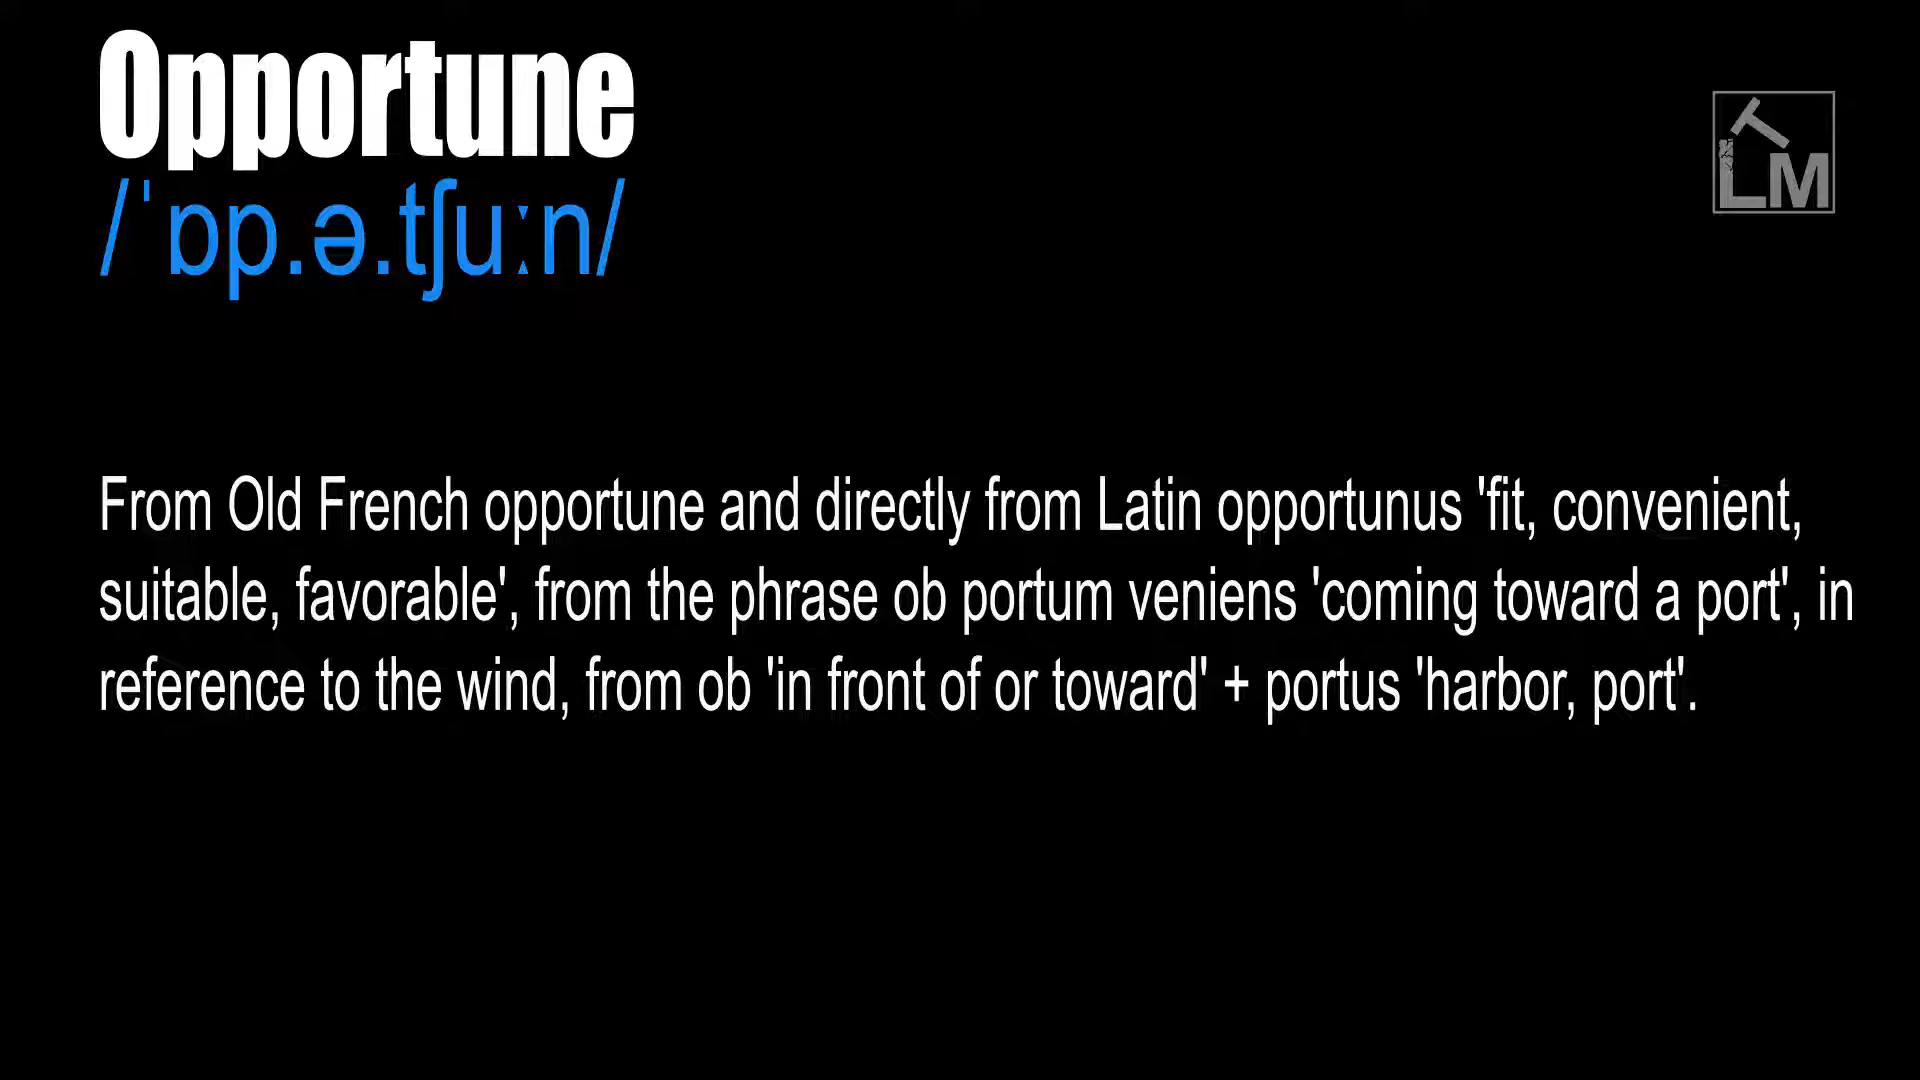 Opportune
/ˈɒp.ə.tʃuːn/
LM
From Old French opportune and directly from Latin opportunus 'fit, convenient,
suitable, favorable', from the phrase ob portum veniens 'coming toward a port', in
reference to the wind, from ob 'in front of or toward' + portus 'harbor, port'.